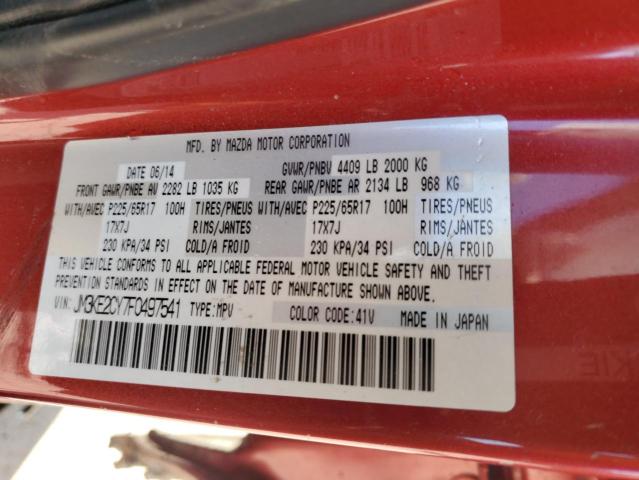 MFD. BY MAZDA MOTOR CORPORATION
DATE 06/14 GVWR/PNBV 4409 LB 2000 KG
FRONT GAWR/PNBE AV 2282 LB 1035 KG REAR GAWR/PNBE AR 2134 LB 968 KG
WITH/AVEC P225/65R17 100H TIRES/PNEUS WITH/AVEC P225/65R17 100H TIRES/PNEUS
17X7J RIMS/JANTES 17X7J RIMS/JANTES
230 KPA/34 PSI COLD/A FROID 230 KPA/34 PSI COLD/A FROID
THIS VEHICLE CONFORMS TO ALL APPLICABLE FEDERAL MOTOR VEHICLE SAFETY AND THEFT
PREVENTION STANDARDS IN EFFECT ON THE DATE OF MANUFACTURE SHOWN ABOVE.
VIN: JM3KE2CY7F0497541 TYPE:MPV COLOR CODE:41V MADE IN JAPAN